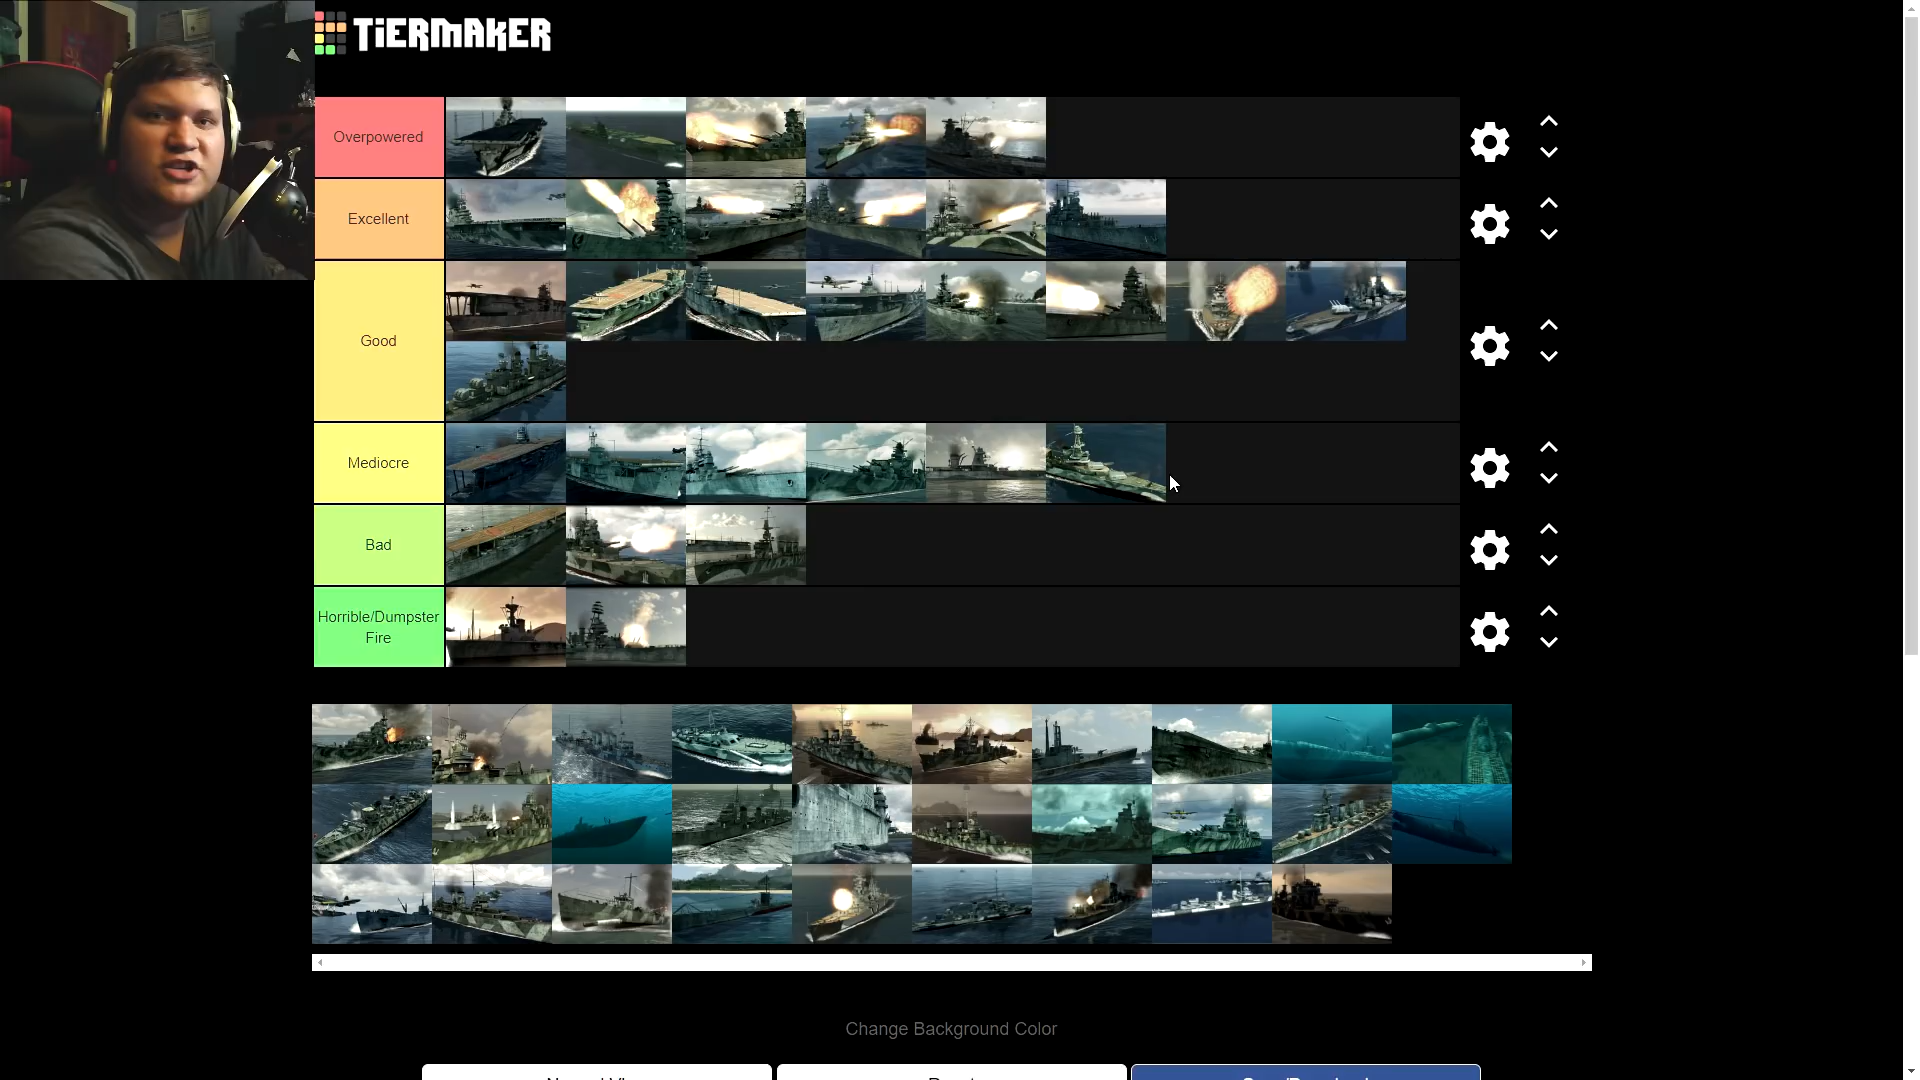 TIERMAKER
Overpowered
Excellent
Good
Mediocre
Bad
Horrible/Dumpster
Fire
Change Background Color